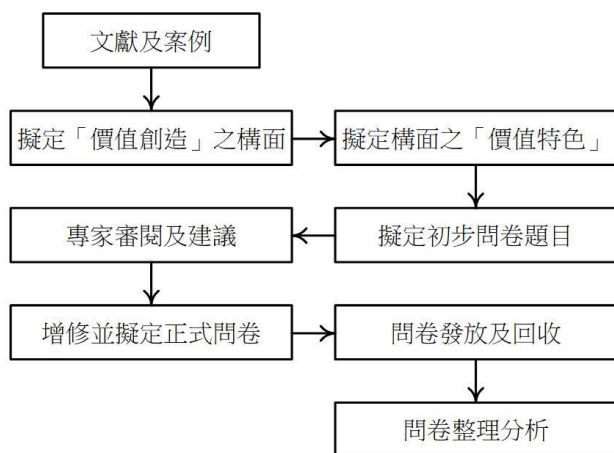 文獻及案例
擬定「價值創造」之構面
擬定構面之「價值特色」
擬定初步問卷題目
專家審閱及建議
增修並擬定正式問卷
問卷發放及回收
問卷整理分析